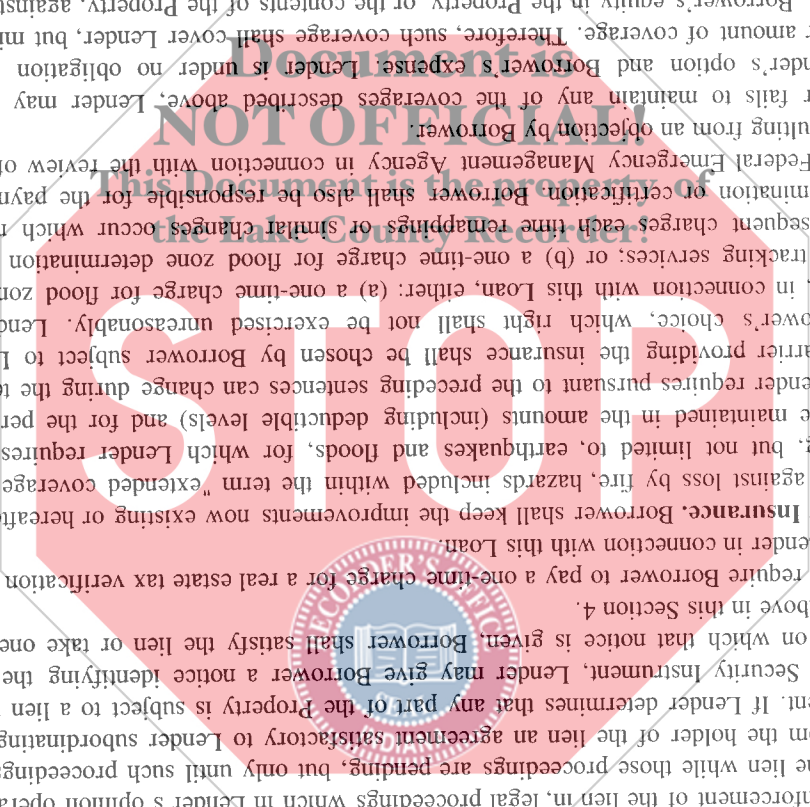 Document is
NOT OFFICIAL!
This Document is the property of
the Lake County Recorder!
STOP
RECORDER'S OFFICE
nforcement of the lien in, legal proceedings which in Lender's opinion opera
he lien while those proceedings are pending, but only until such proceedings
om the holder of the lien an agreement satisfactory to Lender subordinating
ent. If Lender determines that any part of the Property is subject to a lien
Security Instrument, Lender may give Borrower a notice identifying the
on which that notice is given, Borrower shall satisfy the lien or take one
above in this Section 4.
require Borrower to pay a one-time charge for a real estate tax verification
ender in connection with this Loan.
Insurance. Borrower shall keep the improvements now existing or hereafte
against loss by fire, hazards included within the term "extended coverage
g, but not limited to, earthquakes and floods, for which Lender requires
e maintained in the amounts (including deductible levels) and for the per
ender requires pursuant to the preceding sentences can change during the te
arrier providing the insurance shall be chosen by Borrower subject to L
ower's choice, which right shall not be exercised unreasonably. Lend
, in connection with this Loan, either: (a) a one-time charge for flood zon
tracking services; or (b) a one-time charge for flood zone determination
sequent charges each time remappings or similar changes occur which r
mination or certification. Borrower shall also be responsible for the paym
Federal Emergency Management Agency in connection with the review of
ulting from an objection by Borrower.
r fails to maintain any of the coverages described above, Lender may
nder's option and Borrower's expense. Lender is under no obligation
r amount of coverage. Therefore, such coverage shall cover Lender, but mi
Borrower's equity in the Property, or the contents of the Property, against